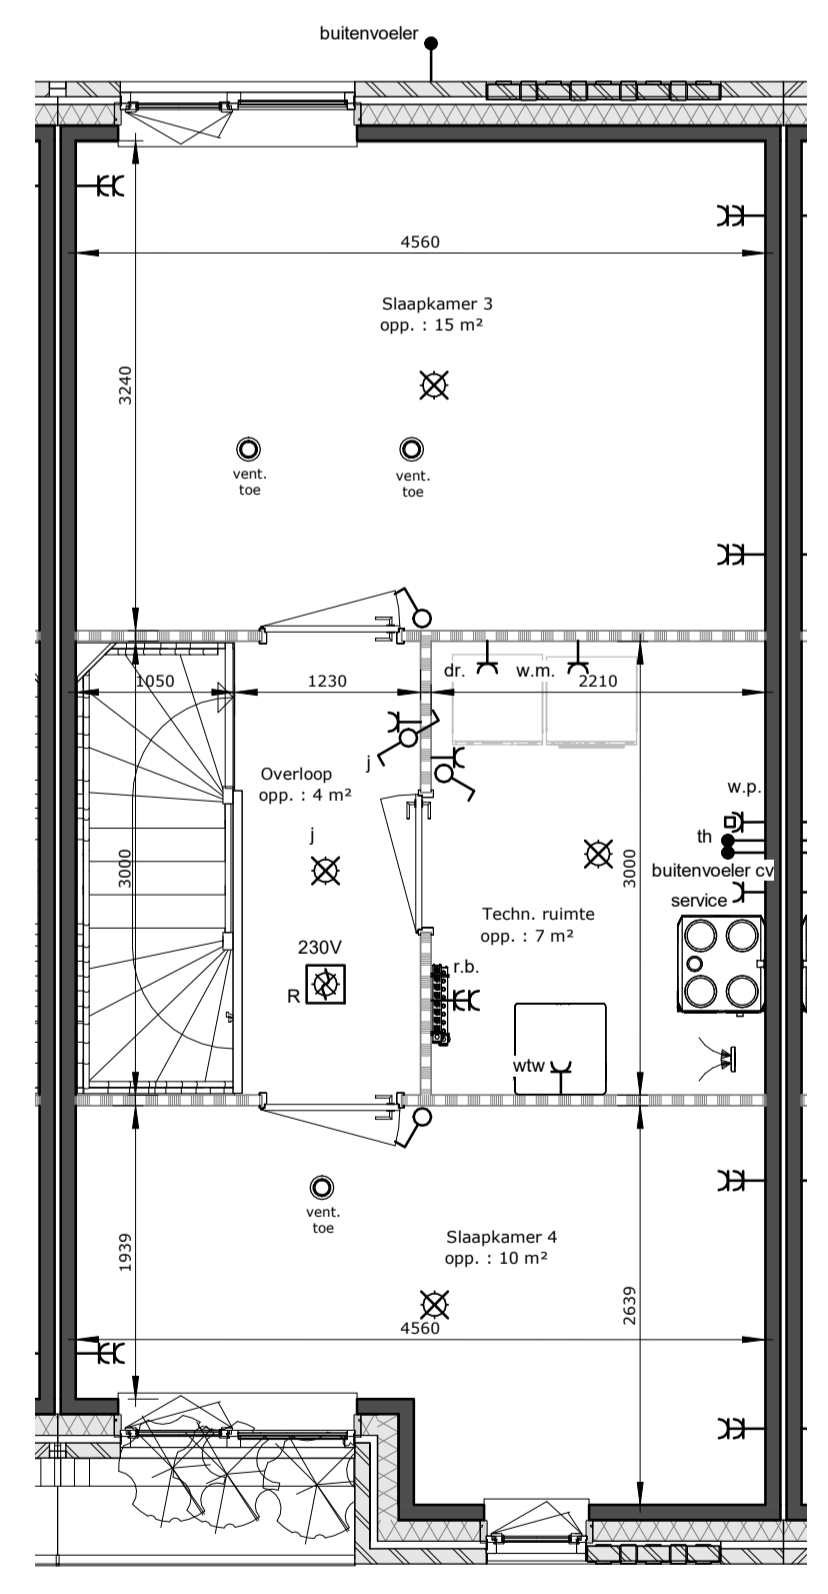 buitenvoeler
4560
Slaapkamer 3
opp. : 15 m²
3240
vent.
toe
vent.
toe
dr.
w.m.
1050
1230
2210
j
Overloop
opp. : 4 m²
w.p.
j
th
3000
3000
buitenvoeler cv
service
Techn. ruimte
opp. : 7 m²
230V
R
r.b.
wtw
vent.
toe
Slaapkamer 4
opp. : 10 m²
1939
2639
4560